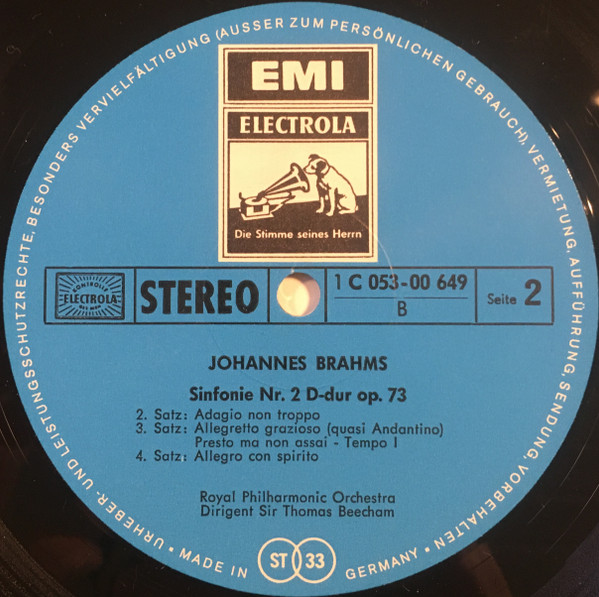 URHEBER- UND LEISTUNGSSCHUTZRECHTE, BESONDERS VERVIELFÄLTIGUNG (AUSSER ZUM PERSÖNLICHEN GEBRAUCH), VERMIETUNG, AUFFÜHRUNG, SENDUNG, VORBEHALTEN •
EMI
ELECTROLA
Die Stimme seines Herrn
KONTROLLE
ELECTROLA
STEREO
1 C 053-00 649
B
Seite 2
JOHANNES BRAHMS
Sinfonie Nr. 2 D-dur op. 73
2. Satz: Adagio non troppo
3. Satz: Allegretto grazioso (quasi Andantino)
Presto ma non assai - Tempo I
4. Satz: Allegro con spirito
Royal Philharmonic Orchestra
Dirigent Sir Thomas Beecham
• MADE IN GERMANY •
ST 33